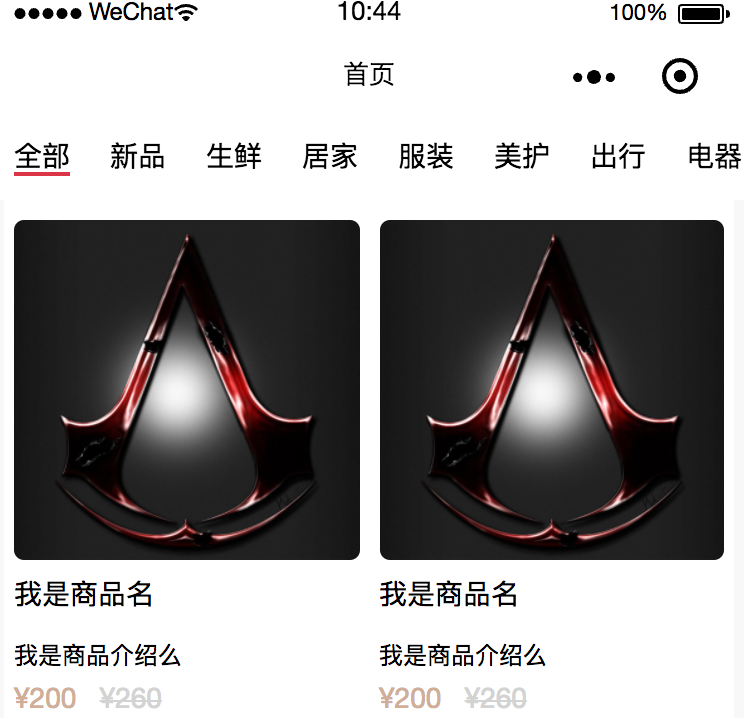 WeChat 10:44 100%
首页
全部 新品 生鲜 居家 服装 美护 出行 电器
我是商品名 我是商品名
我是商品介绍么 我是商品介绍么
¥200 ¥260 ¥200 ¥260